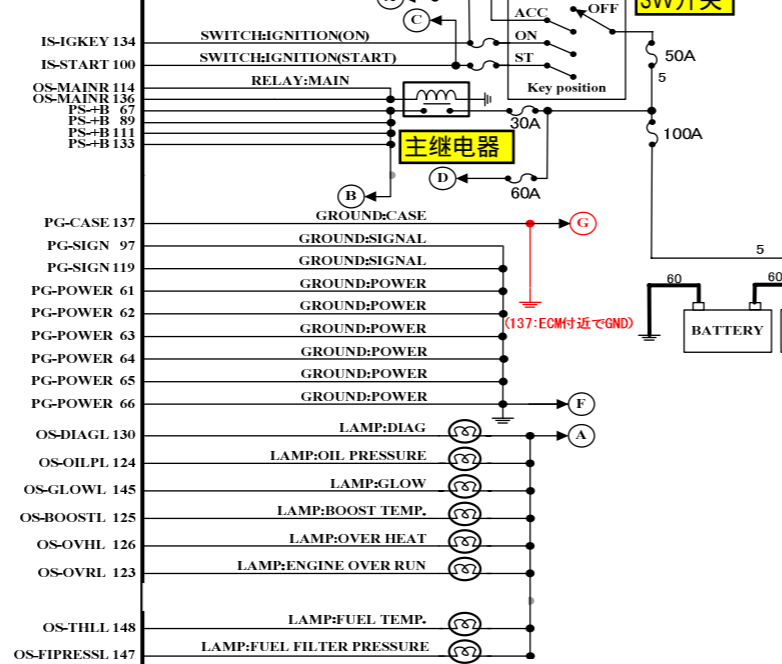 3W开关
ACC
OFF
C
IS-IGKEY 134 SWITCH:IGNITION(ON) ON
50A
IS-START 100 SWITCH:IGNITION(START) ST
5
OS-MAINR 114 RELAY:MAIN
Key position
OS-MAINR 136
PS-+B 67
30A
PS-+B 89
PS-+B 111
100A
PS-+B 133
主继电器
D
60A
B
PG-CASE 137 GROUND:CASE G
PG-SIGN 97 GROUND:SIGNAL
5
PG-SIGN 119 GROUND:SIGNAL
60 60
PG-POWER 61 GROUND:POWER
PG-POWER 62 GROUND:POWER
(137:ECM付近でGND)
BATTERY
PG-POWER 63 GROUND:POWER
PG-POWER 64 GROUND:POWER
PG-POWER 65 GROUND:POWER
PG-POWER 66 GROUND:POWER F
OS-DIAGL 130 LAMP:DIAG A
OS-OILPL 124 LAMP:OIL PRESSURE
OS-GLOWL 145 LAMP:GLOW
OS-BOOSTL 125 LAMP:BOOST TEMP.
OS-OVHL 126 LAMP:OVER HEAT
OS-OVRL 123 LAMP:ENGINE OVER RUN
OS-THLL 148 LAMP:FUEL TEMP.
OS-FIPRESSL 147 LAMP:FUEL FILTER PRESSURE